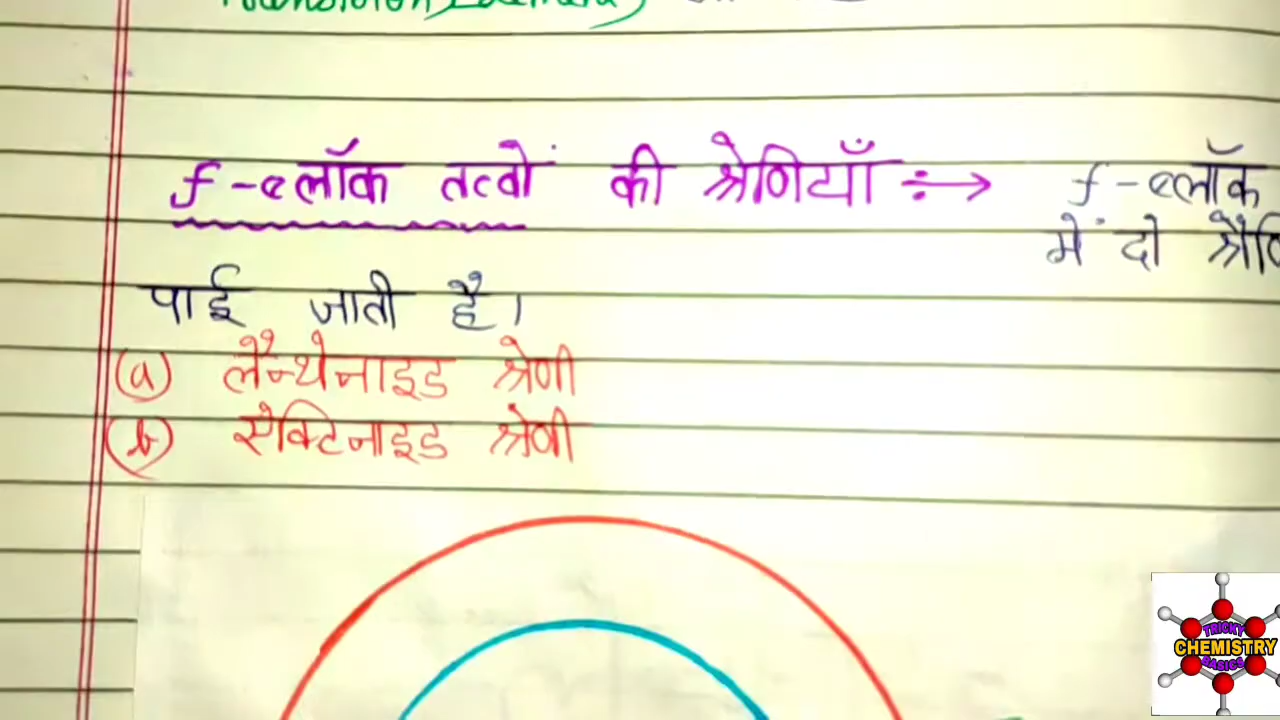 f-ब्लॉक तत्वों की श्रेणियाँ ÷→ f-ब्लॉक
में दो
पाई जाती है।
(a) लैन्थेनाइड श्रेणी
(b) ऐक्टिनाइड श्रेणी
TRICKY
CHEMISTRY
BASICS